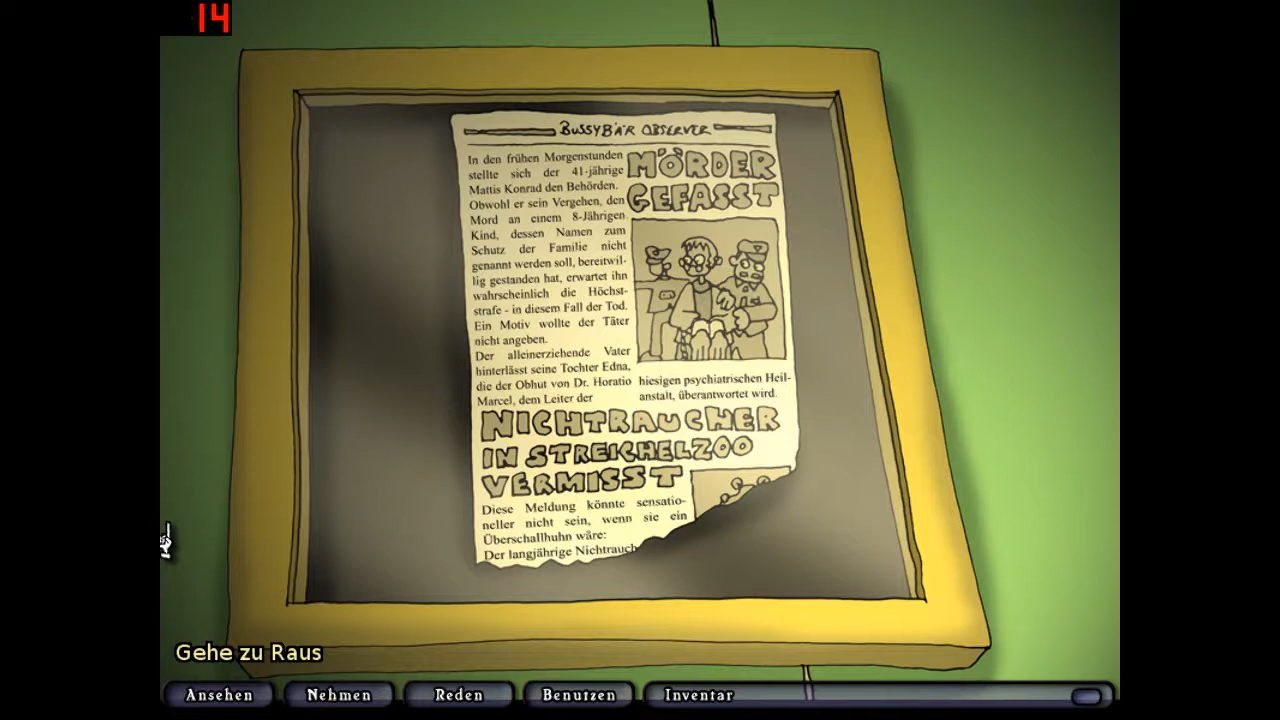 14
BUSSYBÄR OBSERVER
MÖRDER
GEFASST
In den frühen Morgenstunden
stellte sich der 41-jährige
Mattis Konrad den Behörden.
Obwohl er sein Vergehen, den
Mord an einem 8-Jährigen
Kind, dessen Namen zum
Schutz der Familie nicht
genannt werden soll, bereitwil-
lig gestanden hat, erwartet ihn
wahrscheinlich die Höchst-
strafe - in diesem Fall der Tod.
Ein Motiv wollte der Täter
nicht angeben.
Der alleinerziehende Vater
hinterlässt seine Tochter Edna,
die der Obhut von Dr. Horatio
Marcel, dem Leiter der
hiesigen psychiatrischen Heil-
anstalt, überantwortet wird.
NICHTRAUCHER
IN STREICHELZOO
VERMISST
Diese Meldung könnte sensatio-
neller nicht sein, wenn sie ein
Überschallhuhn wäre:
Der langjährige Nichtrauch
Gehe zu Raus
Ansehen Nehmen Reden Benutzen Inventar